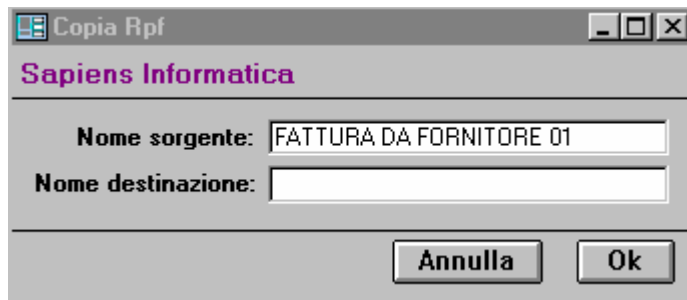 Copia Rpf
Sapiens Informatica
Nome sorgente: FATTURA DA FORNITORE 01
Nome destinazione:
Annulla Ok